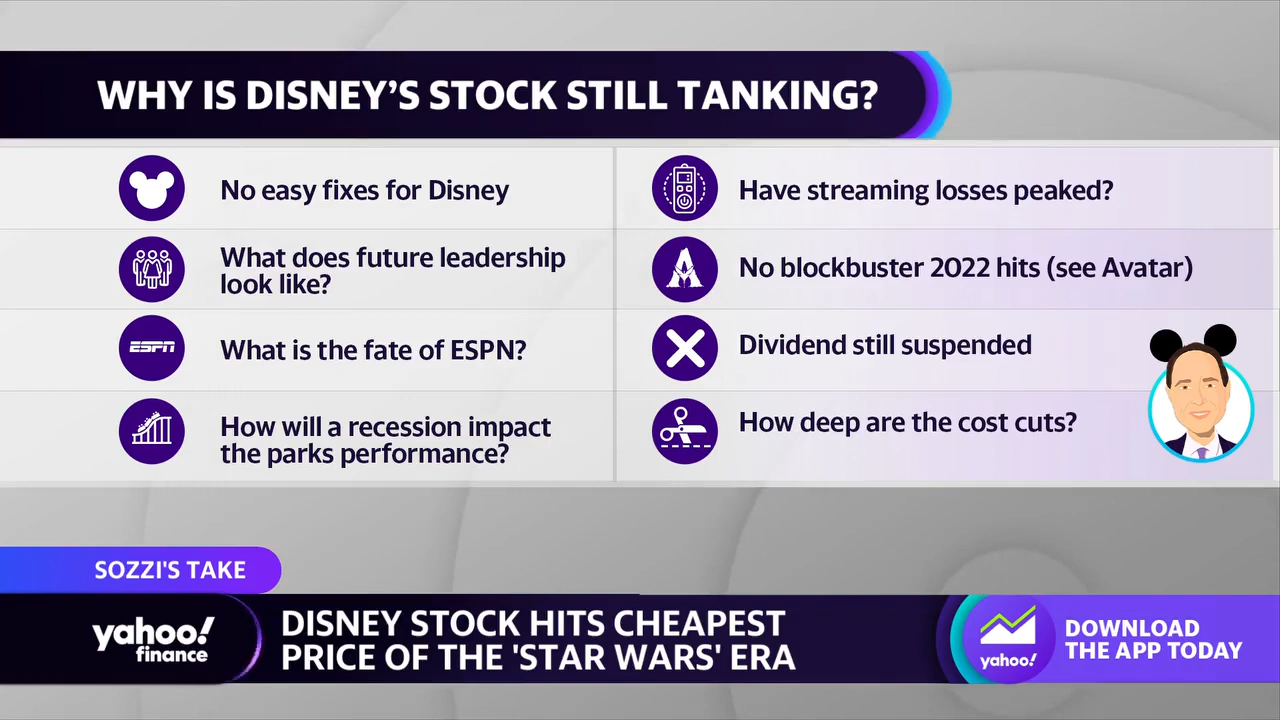 WHY IS DISNEY'S STOCK STILL TANKING?
No easy fixes for Disney
What does future leadership
look like?
ESPN
What is the fate of ESPN?
How will a recession impact
the parks performance?
Have streaming losses peaked?
No blockbuster 2022 hits (see Avatar)
Dividend still suspended
How deep are the cost cuts?
SOZZI'S TAKE
yahoo!
finance
DISNEY STOCK HITS CHEAPEST
PRICE OF THE 'STAR WARS' ERA
yahoo!
DOWNLOAD
THE APP TODAY